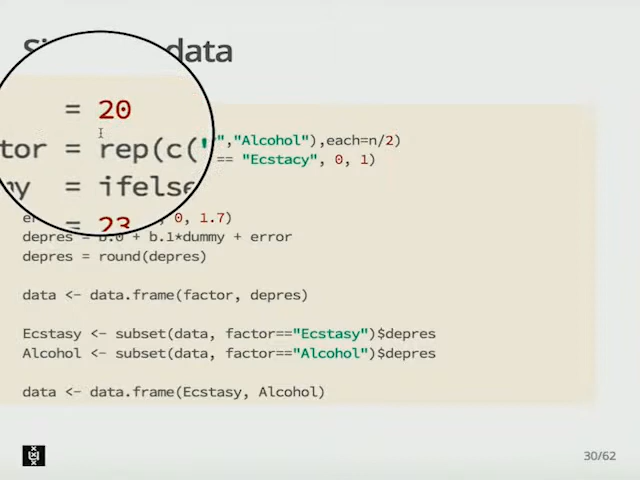 data
= 20
tor = rep(c("","Alcohol"),each=n/2)
my = ifelse == "Ecstacy", 0, 1)
= 23
0, 1.7)
depres = b.0 + b.1*dummy + error
depres = round(depres)
data <- data.frame(factor, depres)
Ecstasy <- subset(data, factor=="Ecstasy")$depres
Alcohol <- subset(data, factor=="Alcohol")$depres
data <- data.frame(Ecstasy, Alcohol)
30/62